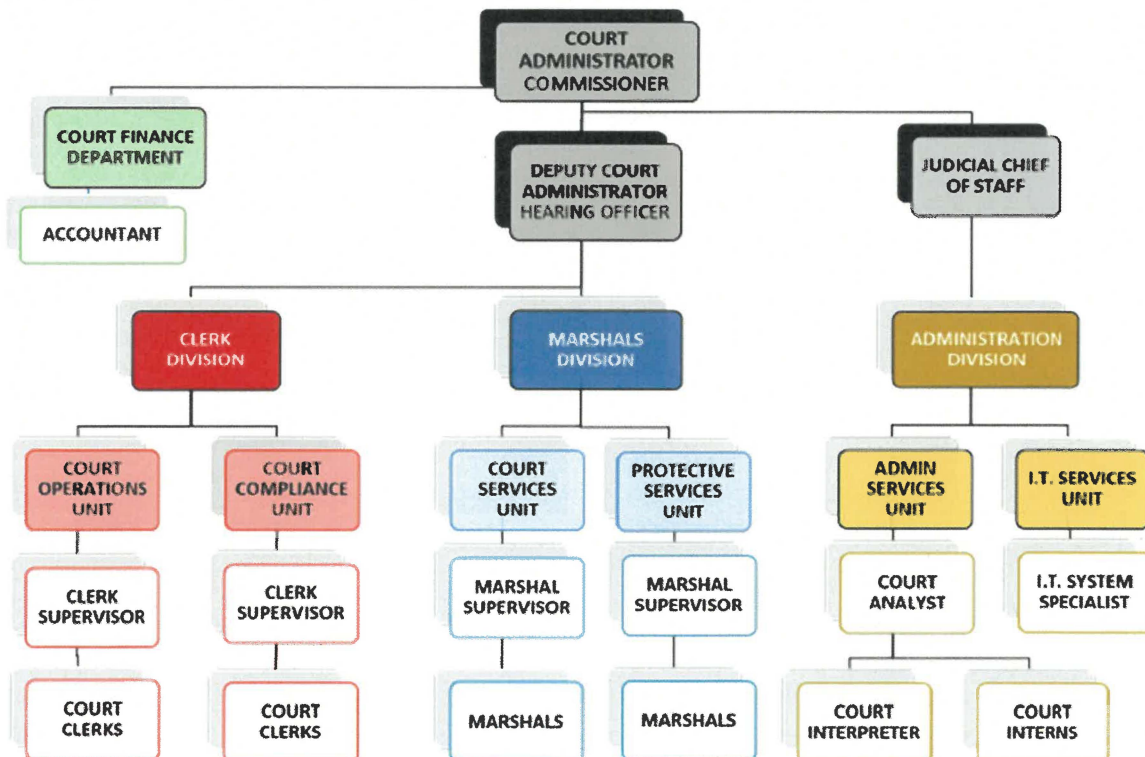 COURT
ADMINISTRATOR
COMMISSIONER
COURT FINANCE
DEPARTMENT
ACCOUNTANT
DEPUTY COURT
ADMINISTRATOR
HEARING OFFICER
JUDICIAL CHIEF
OF STAFF
CLERK
DIVISION
MARSHALS
DIVISION
ADMINISTRATION
DIVISION
COURT
OPERATIONS
UNIT
COURT
COMPLIANCE
UNIT
COURT
SERVICES
UNIT
PROTECTIVE
SERVICES
UNIT
ADMIN
SERVICES
UNIT
I.T. SERVICES
UNIT
CLERK
SUPERVISOR
CLERK
SUPERVISOR
MARSHAL
SUPERVISOR
MARSHAL
SUPERVISOR
COURT
ANALYST
I.T. SYSTEM
SPECIALIST
COURT
CLERKS
COURT
CLERKS
MARSHALS
MARSHALS
COURT
INTERPRETER
COURT
INTERNS